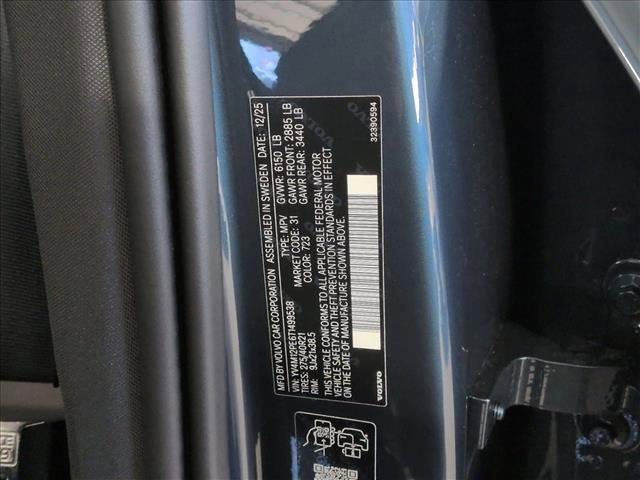 MFD BY VOLVO CAR CORPORATION ASSEMBLED IN SWEDEN DATE: 12/25
VIN: YV4M12PE6T1499538 TYPE: MPV GVWR: 6150 LB
TIRES: 275/40R21 MARKET CODE: 31 GAWR FRONT: 2885 LB
RIM: 9Jx21x38.5 COLOR: 723 GAWR REAR: 3440 LB
THIS VEHICLE CONFORMS TO ALL APPLICABLE FEDERAL MOTOR
VEHICLE SAFETY AND THEFT PREVENTION STANDARDS IN EFFECT
ON THE DATE OF MANUFACTURE SHOWN ABOVE.
VOLVO 32390594